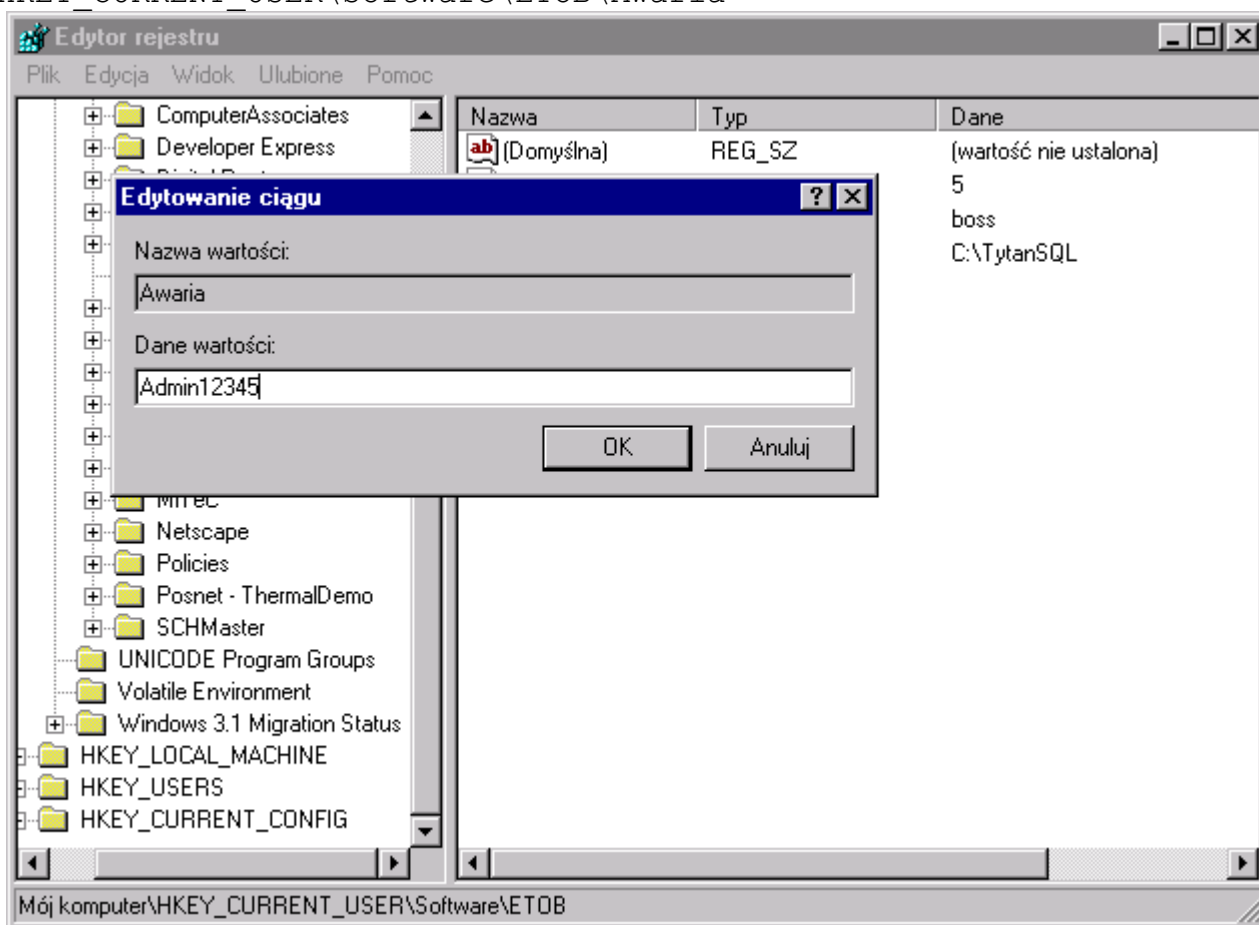 HKEY_CURRENT_USER\Software\ETOB\Awaria
Edytor rejestru
Plik Edycja Widok Ulubione Pomoc
ComputerAssociates
Developer Express
Nazwa Typ Dane
(Domyślna) REG_SZ (wartość nie ustalona)
5
boss
C:\TytanSQL
Edytowanie ciągu
Nazwa wartości:
Awaria
Dane wartości:
Admin12345
OK Anuluj
MiTeC
Netscape
Policies
Posnet - ThermalDemo
SCHMaster
UNICODE Program Groups
Volatile Environment
Windows 3.1 Migration Status
HKEY_LOCAL_MACHINE
HKEY_USERS
HKEY_CURRENT_CONFIG
Mój komputer\HKEY_CURRENT_USER\Software\ETOB